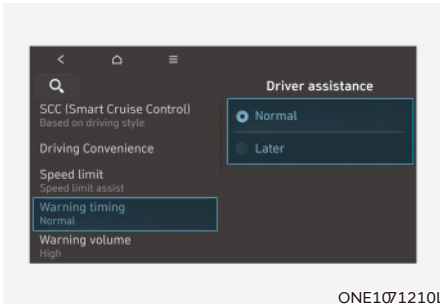 Driver assistance
SCC (Smart Cruise Control)
Based on driving style
Driving Convenience
Speed limit
Speed limit assist
Warning timing
Normal
Warning volume
High
Normal
Later
ONE1071210L